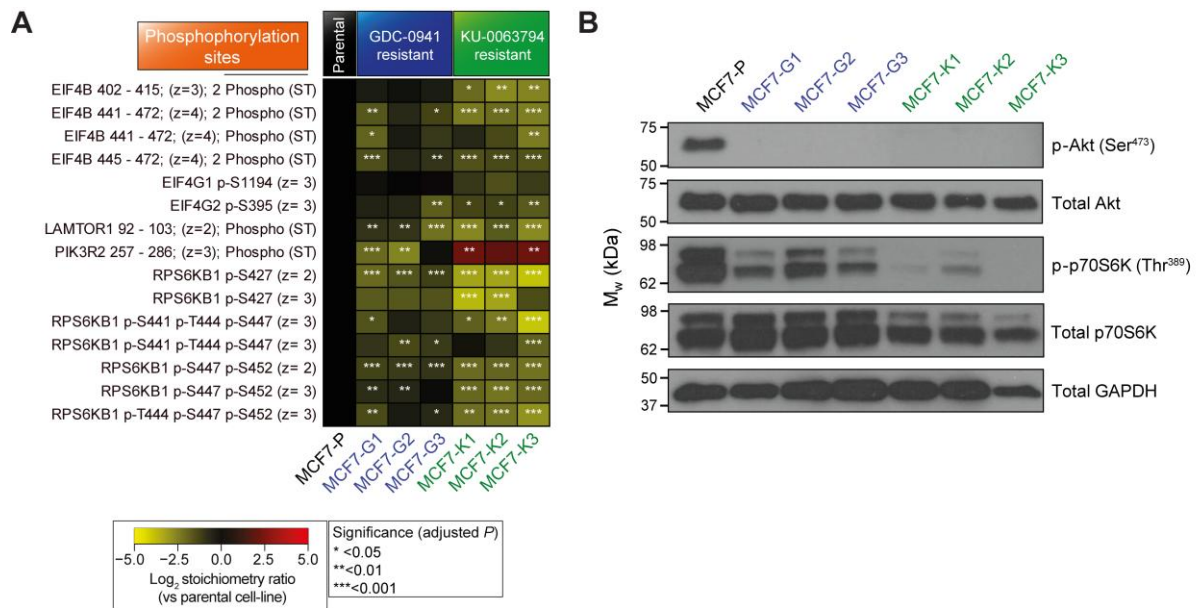 A
Phosphophorylation
sites
Parental
GDC-0941
resistant
KU-0063794
resistant
EIF4B 402 - 415; (z=3); 2 Phospho (ST)
* ** **
EIF4B 441 - 472; (z=4); 2 Phospho (ST)
** * *** *** ***
EIF4B 441 - 472; (z=4); Phospho (ST)
* **
EIF4B 445 - 472; (z=4); 2 Phospho (ST)
*** ** *** *** ***
EIF4G1 p-S1194 (z= 3)
EIF4G2 p-S395 (z= 3)
** * * **
LAMTOR1 92 - 103; (z=2); Phospho (ST)
** ** *** *** ** ***
PIK3R2 257 - 286; (z=3); Phospho (ST)
*** ** ** **
RPS6KB1 p-S427 (z= 2)
*** *** *** *** *** ***
RPS6KB1 p-S427 (z= 3)
*** ***
RPS6KB1 p-S441 p-T444 p-S447 (z= 3)
* * ** ***
RPS6KB1 p-S441 p-T444 p-S447 (z= 3)
** * ***
RPS6KB1 p-S447 p-S452 (z= 2)
*** *** *** *** *** ***
RPS6KB1 p-S447 p-S452 (z= 3)
** ** *** *** ***
RPS6KB1 p-T444 p-S447 p-S452 (z= 3)
** * ** *** ***
MCF7-P
MCF7-G1
MCF7-G2
MCF7-G3
MCF7-K1
MCF7-K2
MCF7-K3
−5.0 −2.5 0 2.5 5.0
Log2 stoichiometry ratio
(vs parental cell-line)
Significance (adjusted P)
* <0.05
**<0.01
***<0.001
B
MCF7-P
MCF7-G1
MCF7-G2
MCF7-G3
MCF7-K1
MCF7-K2
MCF7-K3
Mw (kDa)
75
50
p-Akt (Ser473)
75
50
Total Akt
98
62
p-p70S6K (Thr389)
98
62
Total p70S6K
50
37
Total GAPDH